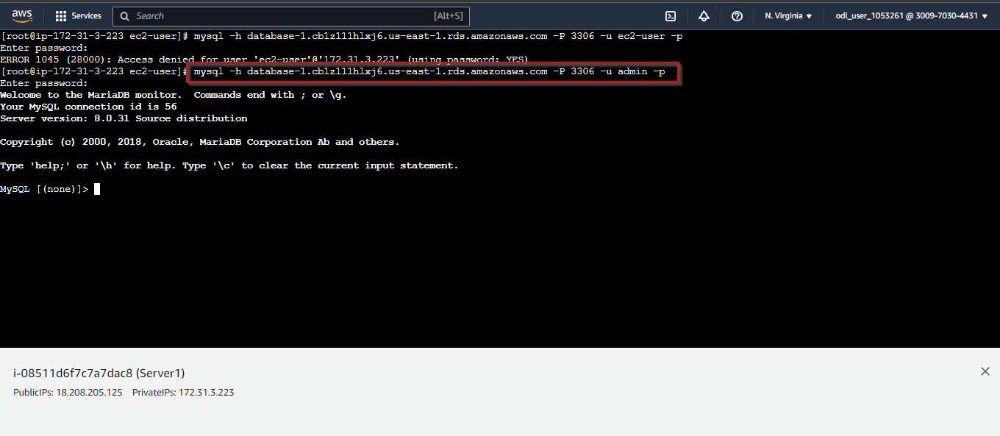 aws
Services
Search
[Alt+S]
N. Virginia
odl_user_1053261 @ 3009-7030-4431
[root@ip-172-31-3-223 ec2-user]# mysql -h database-1.cb1z111hlxj6.us-east-1.rds.amazonaws.com -P 3306 -u ec2-user -p
Enter password:
ERROR 1045 (28000): Access denied for user 'ec2-user'@'172.31.3.223' (using password: YES)
[root@ip-172-31-3-223 ec2-user]# mysql -h database-1.cb1z111hlxj6.us-east-1.rds.amazonaws.com -P 3306 -u admin -p
Enter password:
Welcome to the MariaDB monitor.  Commands end with ; or \g.
Your MySQL connection id is 56
Server version: 8.0.31 Source distribution
Copyright (c) 2000, 2018, Oracle, MariaDB Corporation Ab and others.
Type 'help;' or '\h' for help. Type '\c' to clear the current input statement.
MySQL [(none)]>
i-08511d6f7c7a7dac8 (Server1)
PublicIPs: 18.208.205.125 PrivateIPs: 172.31.3.223